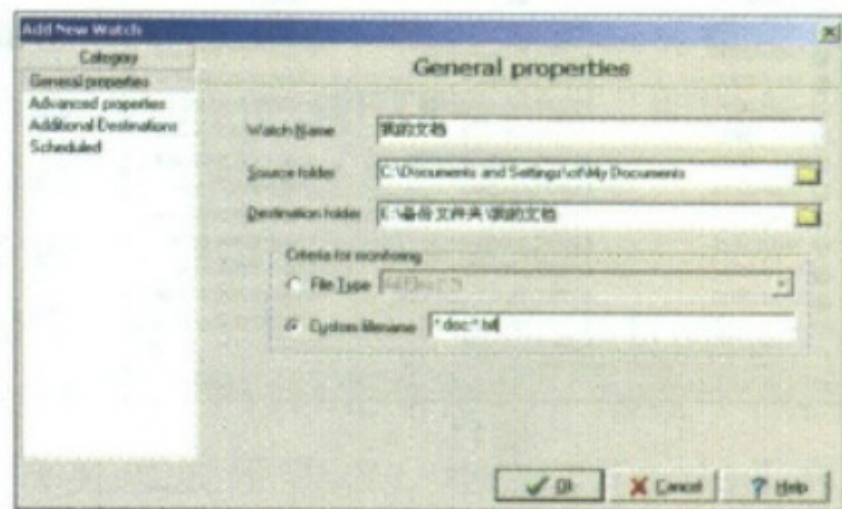 Add New Watch
Category
General properties
General properties
Advanced properties
Additional Destinations
Scheduled
Watch Name 我的文档
Source folder C:\Documents and Settings\cf\My Documents
Destination folder E:\备份文件夹\我的文档
Criteria for monitoring
File Type
Custom filename *.doc;*.txt
Ok Cancel Help